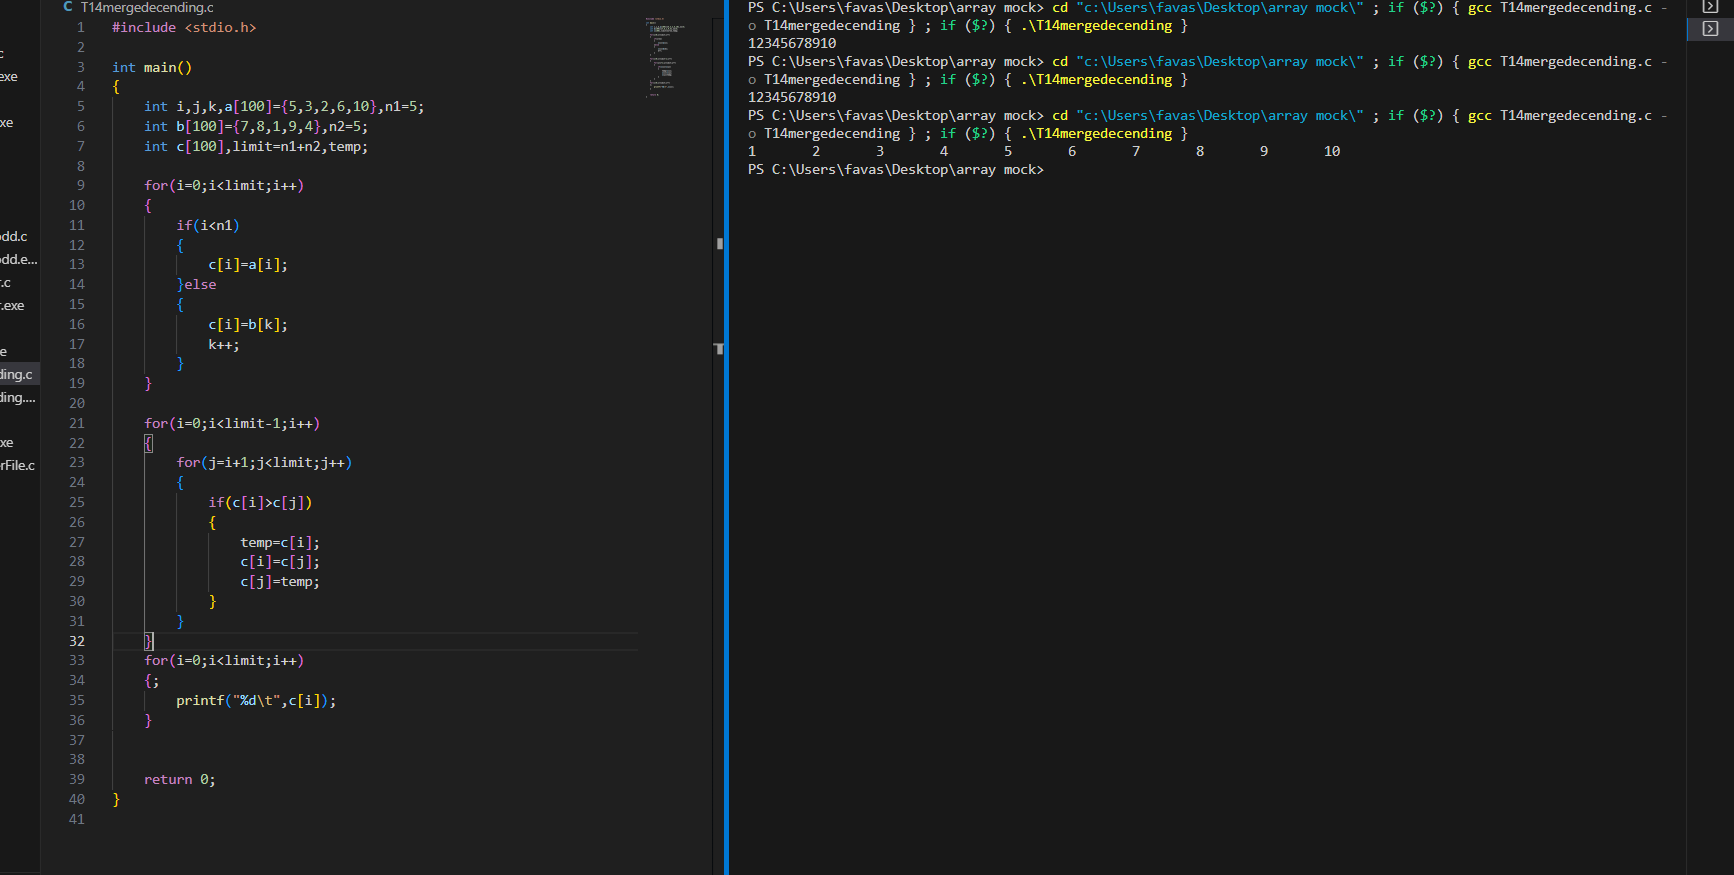 T14mergedecending.c
1 #include <stdio.h>
2
3 int main()
4 {
5 int i,j,k,a[100]={5,3,2,6,10},n1=5;
6 int b[100]={7,8,1,9,4},n2=5;
7 int c[100],limit=n1+n2,temp;
8
9 for(i=0;i<limit;i++)
10 {
11 if(i<n1)
12 {
13 c[i]=a[i];
14 }else
15 {
16 c[i]=b[k];
17 k++;
18 }
19 }
20
21 for(i=0;i<limit-1;i++)
22 {
23 for(j=i+1;j<limit;j++)
24 {
25 if(c[i]>c[j])
26 {
27 temp=c[i];
28 c[i]=c[j];
29 c[j]=temp;
30 }
31 }
32 }
33 for(i=0;i<limit;i++)
34 {;
35 printf("%d\t",c[i]);
36 }
37
38
39 return 0;
40 }
41
exe
xe
odd.c
odd.e...
r.c
r.exe
e
ding.c
ding....
xe
rFile.c
PS C:\Users\favas\Desktop\array mock> cd "c:\Users\favas\Desktop\array mock\" ; if ($?) { gcc T14mergedecending.c -
o T14mergedecending } ; if ($?) { .\T14mergedecending }
12345678910
PS C:\Users\favas\Desktop\array mock> cd "c:\Users\favas\Desktop\array mock\" ; if ($?) { gcc T14mergedecending.c -
o T14mergedecending } ; if ($?) { .\T14mergedecending }
12345678910
PS C:\Users\favas\Desktop\array mock> cd "c:\Users\favas\Desktop\array mock\" ; if ($?) { gcc T14mergedecending.c -
o T14mergedecending } ; if ($?) { .\T14mergedecending }
1 2 3 4 5 6 7 8 9 10
PS C:\Users\favas\Desktop\array mock>